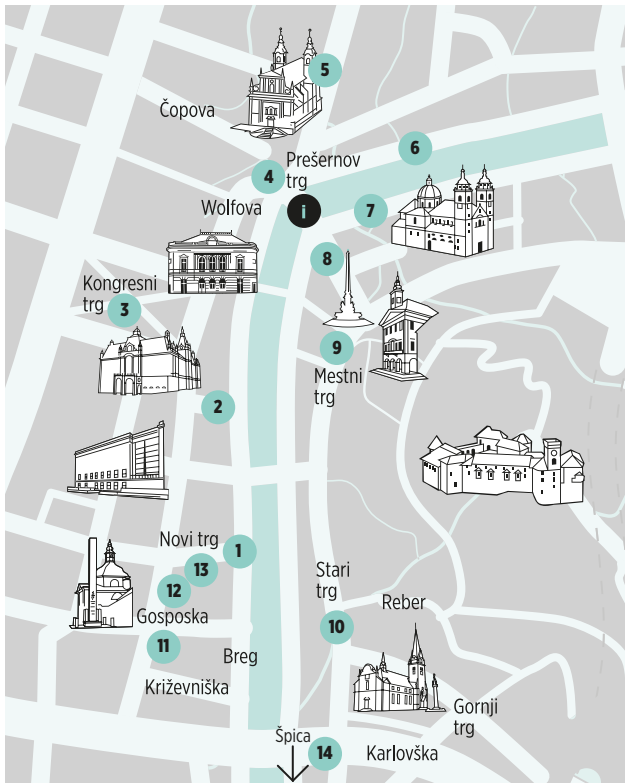 5
Čopova
6
Prešernov
trg
4
Wolfova
i
7
8
Kongresni
trg
3
9
Mestni
trg
2
Novi trg
1
13
12
Stari
trg
Gosposka
10
Reber
11
Breg
Križevniška
Gornji
trg
Špica
14
Karlovška